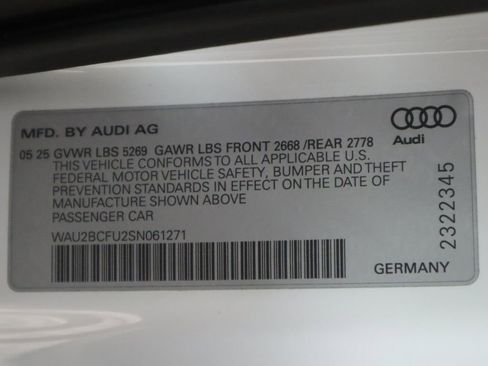 MFD. BY AUDI AG
05 25 GVWR LBS 5269 GAWR LBS FRONT 2668 /REAR 2778
THIS VEHICLE CONFORMS TO ALL APPLICABLE U.S.
FEDERAL MOTOR VEHICLE SAFETY, BUMPER AND THEFT
PREVENTION STANDARDS IN EFFECT ON THE DATE OF
MANUFACTURE SHOWN ABOVE
PASSENGER CAR
WAU2BCFU2SN061271
Audi
2322345
GERMANY